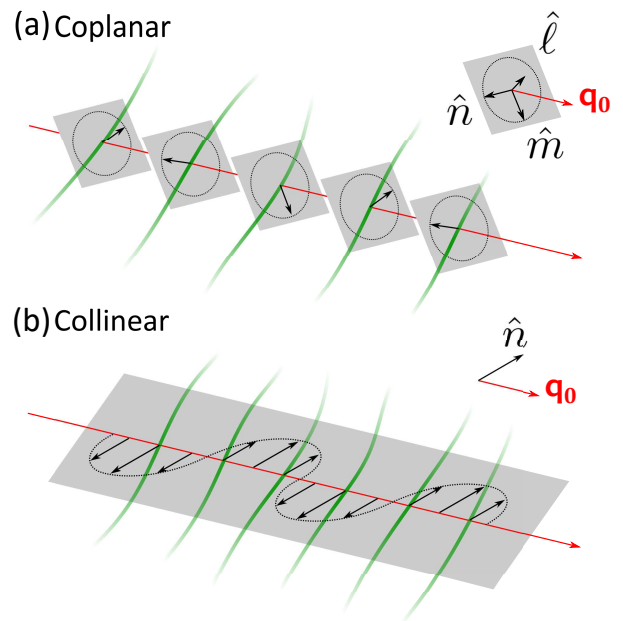 (a) Coplanar
ℓ̂
q₀
n̂
m̂
(b) Collinear
n̂
q₀